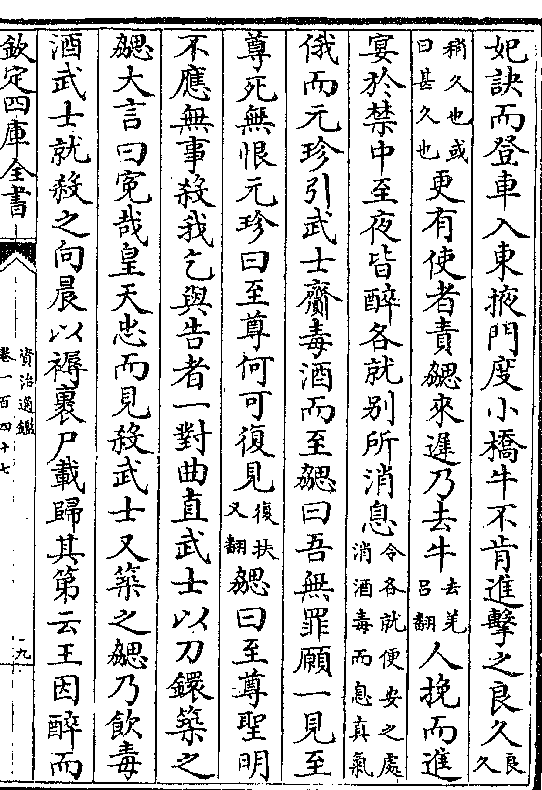 妃訣而登車入東掖門度小橋牛不肯進擊之良久良久
稍久也或曰甚久也更有使者責勰來遲乃去牛去羌呂翻人挽而進
宴於禁中至夜皆醉各就别所消息令各就便安之處消酒毒而息真氣
俄而元珍引武士齎毒酒而至勰曰吾無罪願一見至
尊死無恨元珍曰至尊何可復見復扶又翻勰曰至尊聖明
不應無事殺我乞與告者一對曲直武士以刀鐶築之
勰大言曰寃哉皇天忠而見殺武士又築之勰乃飲毒
酒武士就殺之向晨以褥裹尸載歸其第云王因醉而
欽定四庫全書
資治通鑑
卷一百四十七
九